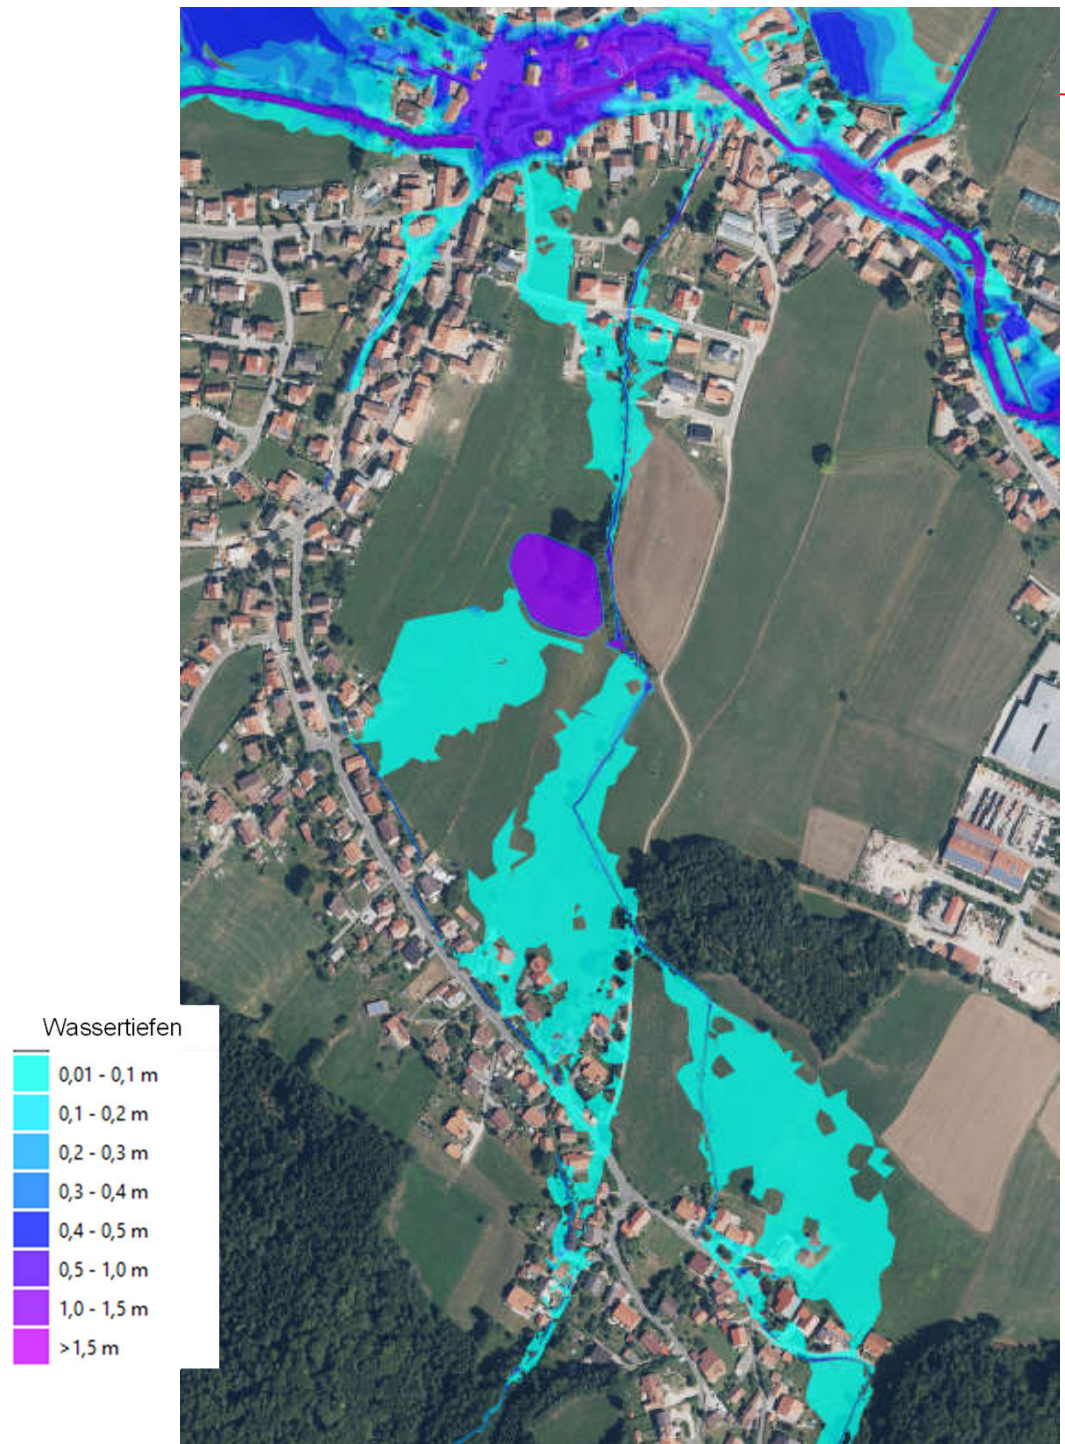 Wassertiefen
0,01 - 0,1 m
0,1 - 0,2 m
0,2 - 0,3 m
0,3 - 0,4 m
0,4 - 0,5 m
0,5 - 1,0 m
1,0 - 1,5 m
>1,5 m